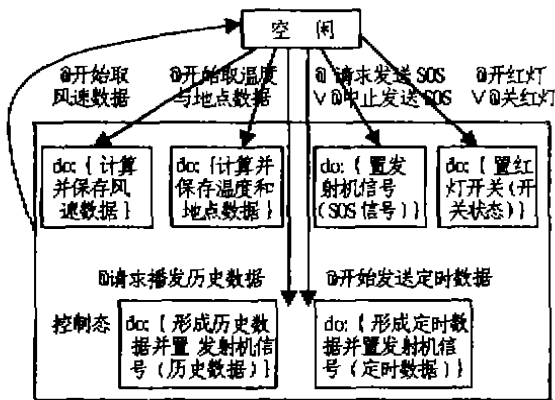 空 闲
@开始取
风速数据
@开始取温度
与地点数据
@ 请求发送SOS
∨@中止发送SOS
@开红灯
∨@关红灯
do:{ 计算
并保存风
速数据}
do:{计算并
保存温度和
地点数据}
do:{ 置发
射机信号
(SOS信号)}
do:{ 置红
灯开关(开
关状态)}
@请求播发历史数据
@开始发送定时数据
控制态
do:{ 形成历史数
据并置 发射机信
号(历史数据)}
do:{ 形成定时数
据并置发射机信
号(定时数据)}